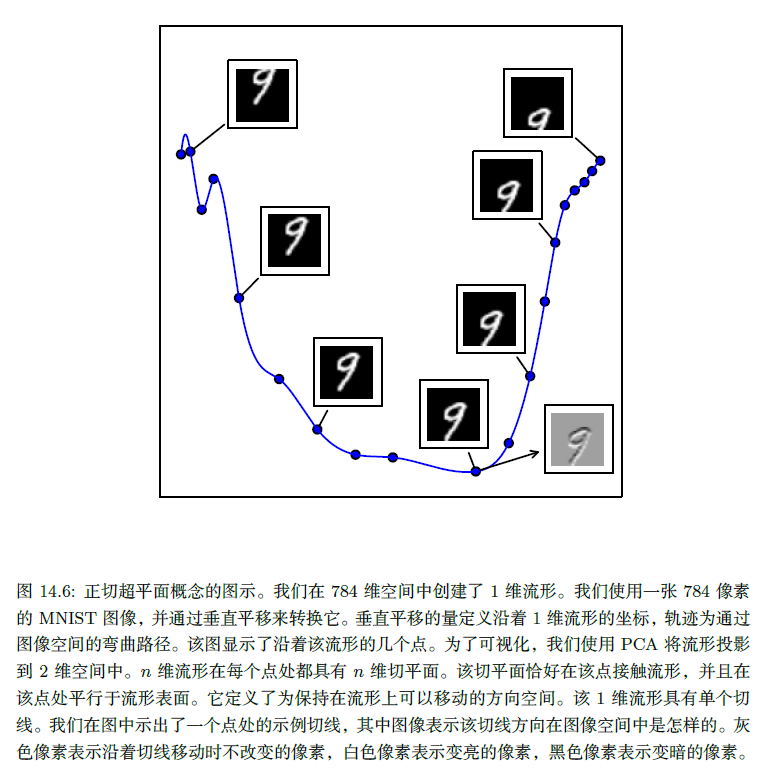 图 14.6: 正切超平面概念的图示。我们在 784 维空间中创建了 1 维流形。我们使用一张 784 像素
的 MNIST 图像，并通过垂直平移来转换它。垂直平移的量定义沿着 1 维流形的坐标，轨迹为通过
图像空间的弯曲路径。该图显示了沿着该流形的几个点。为了可视化，我们使用 PCA 将流形投影
到 2 维空间中。n 维流形在每个点处都具有 n 维切平面。该切平面恰好在该点接触流形，并且在
该点处平行于流形表面。它定义了为保持在流形上可以移动的方向空间。该 1 维流形具有单个切
线。我们在图中示出了一个点处的示例切线，其中图像表示该切线方向在图像空间中是怎样的。灰
色像素表示沿着切线移动时不改变的像素，白色像素表示变亮的像素，黑色像素表示变暗的像素。